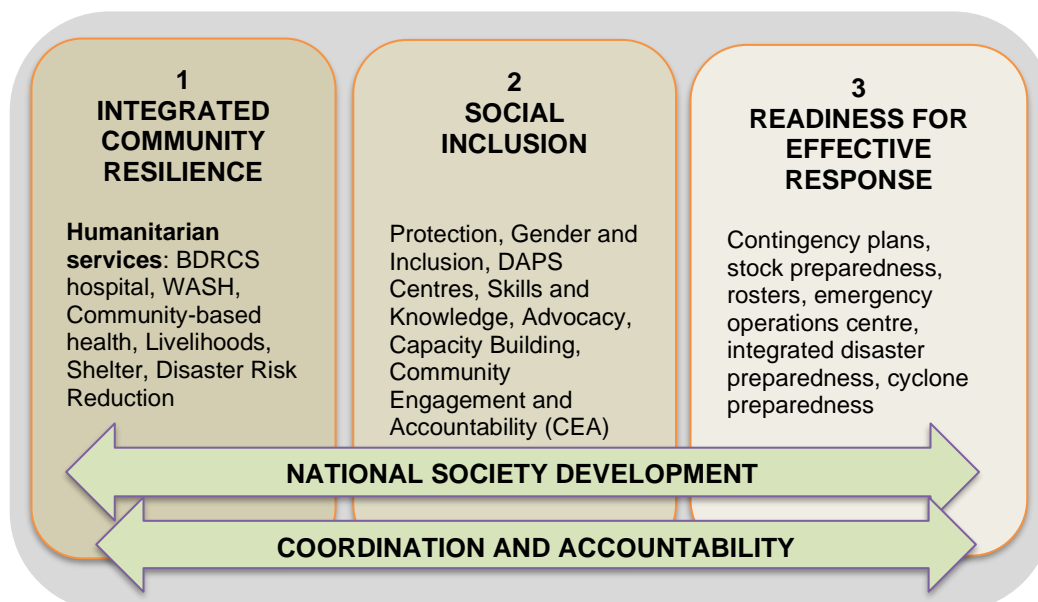 1
INTEGRATED
COMMUNITY
RESILIENCE
Humanitarian
services: BDRCS
hospital, WASH,
Community-based
health, Livelihoods,
Shelter, Disaster Risk
Reduction
2
SOCIAL
INCLUSION
Protection, Gender and
Inclusion, DAPS
Centres, Skills and
Knowledge, Advocacy,
Capacity Building,
Community
Engagement and
Accountability (CEA)
3
READINESS FOR
EFFECTIVE
RESPONSE
Contingency plans,
stock preparedness,
rosters, emergency
operations centre,
integrated disaster
preparedness, cyclone
preparedness
NATIONAL SOCIETY DEVELOPMENT
COORDINATION AND ACCOUNTABILITY